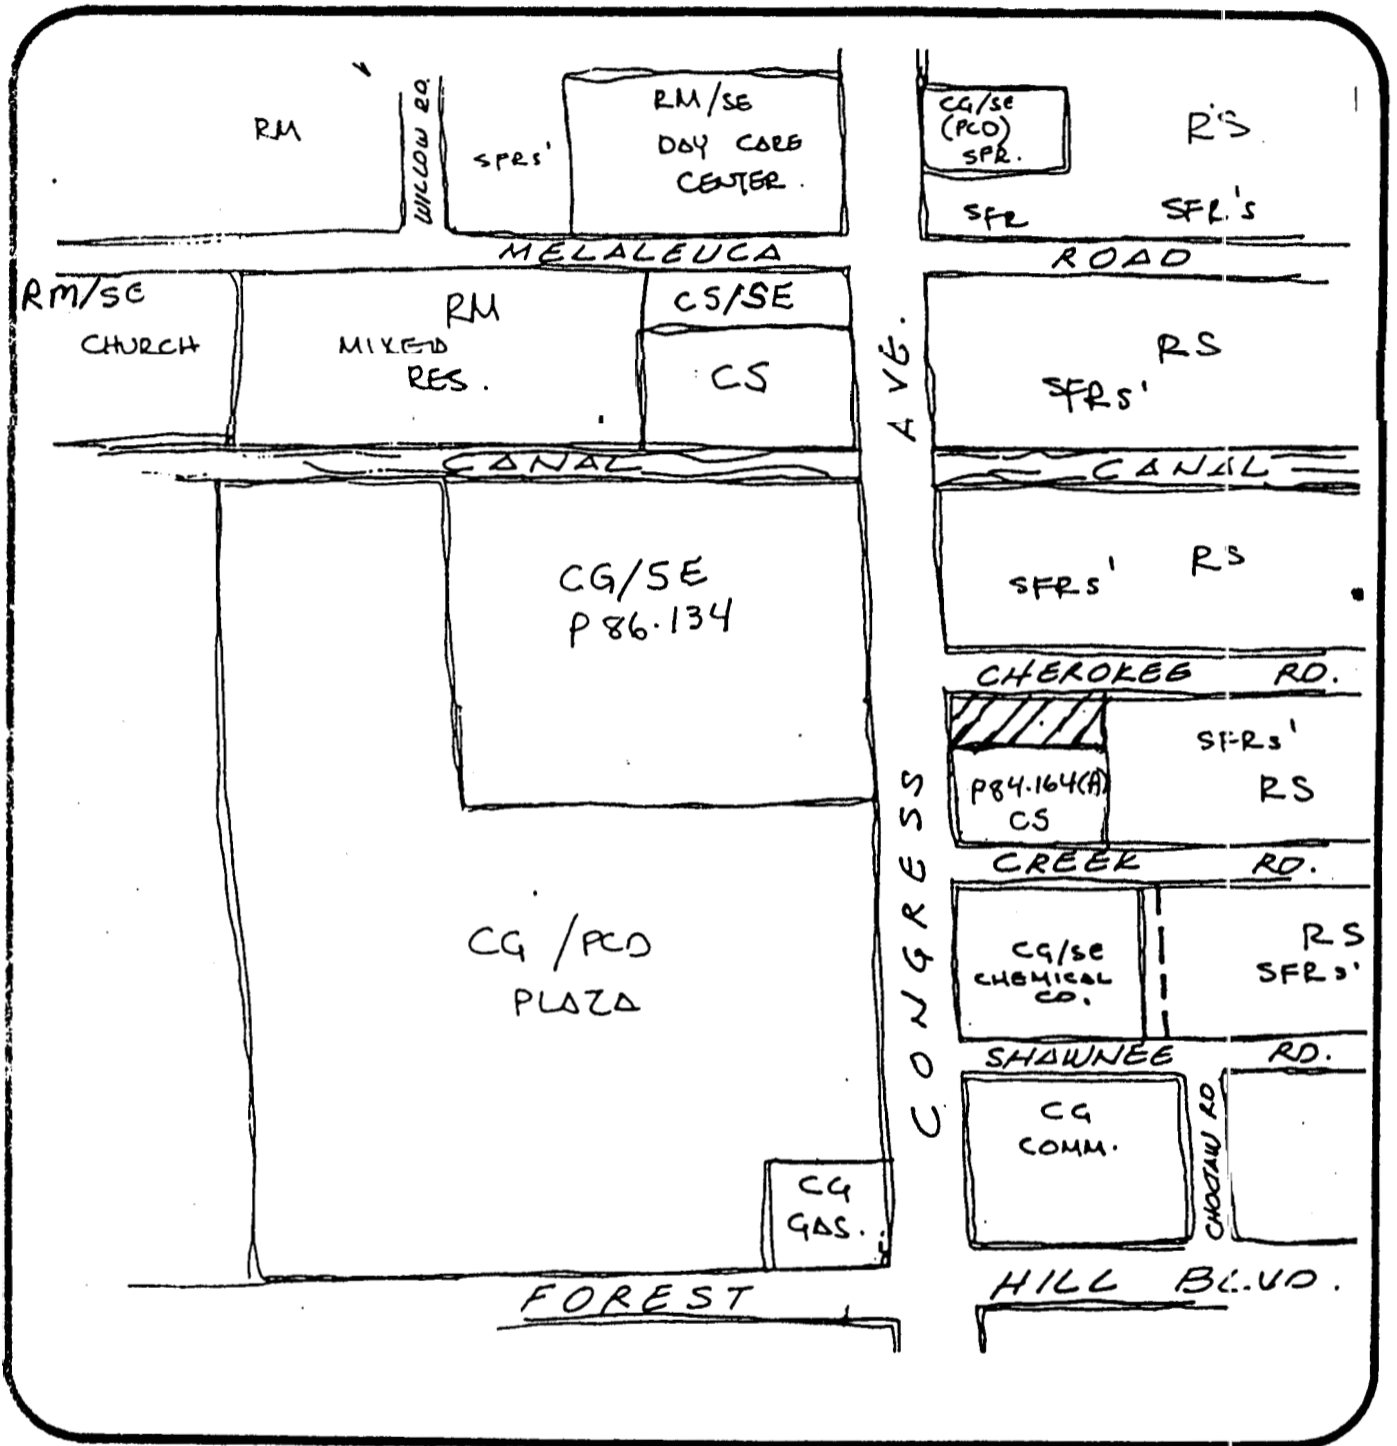 RM
WILLOW RD.
SFRS'
RM/SE
DAY CARE
CENTER.
CG/SE
(PCD)
SFR.
RS
SFR
SFR's
MELALEUCA ROAD
RM/SE
CHURCH
RM
MIXED
RES.
CS/SE
CS
RS
SFRS'
CANAL
CANAL
CG/SE
P86.134
RS
SFRS'
CHEROKEE RD.
SFRs'
RS
P84.164(A)
CS
CREEK RD.
CONGRESS AVE.
CG/PCD
PLAZA
CG/SE
CHEMICAL
CO.
RS
SFRs'
SHAWNEE RD.
CG
COMM.
CHOCTAW RD
CG
GAS.
FOREST HILL BLVD.